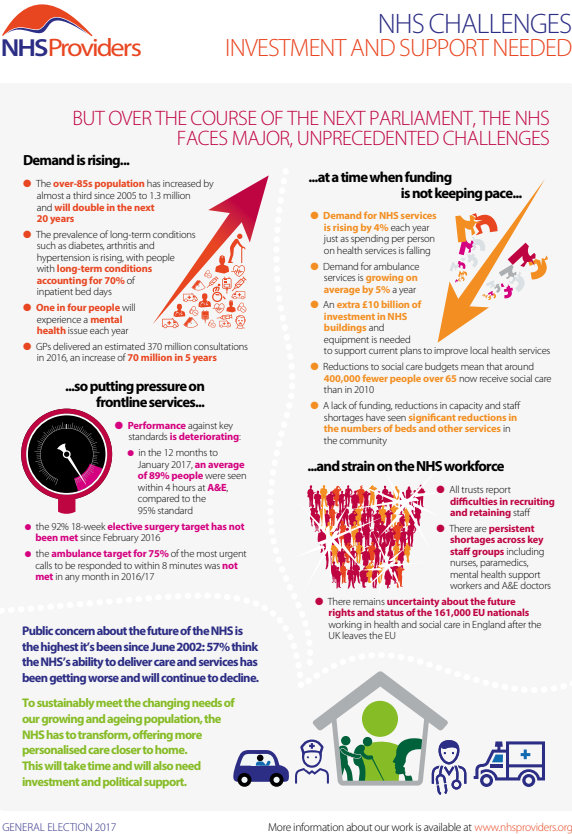 NHSProviders
NHS CHALLENGES
INVESTMENT AND SUPPORT NEEDED
BUT OVER THE COURSE OF THE NEXT PARLIAMENT, THE NHS
FACES MAJOR, UNPRECEDENTED CHALLENGES
Demand is rising...
The over-85s population has increased by
almost a third since 2005 to 1.3 million
and will double in the next
20 years
The prevalence of long-term conditions
such as diabetes, arthritis and
hypertension is rising, with people
with long-term conditions
accounting for 70% of
inpatient bed days
One in four people will
experience a mental
health issue each year
GPs delivered an estimated 370 million consultations
in 2016, an increase of 70 million in 5 years
...at a time when funding
is not keeping pace...
Demand for NHS services
is rising by 4% each year
just as spending per person
on health services is falling
Demand for ambulance
services is growing on
average by 5% a year
An extra £10 billion of
investment in NHS
buildings and
equipment is needed
to support current plans to improve local health services
Reductions to social care budgets mean that around
400,000 fewer people over 65 now receive social care
than in 2010
A lack of funding, reductions in capacity and staff
shortages have seen significant reductions in
the numbers of beds and other services in
the community
...so putting pressure on
frontline services...
Performance against key
standards is deteriorating:
in the 12 months to
January 2017, an average
of 89% people were seen
within 4 hours at A&E,
compared to the
95% standard
the 92% 18-week elective surgery target has not
been met since February 2016
the ambulance target for 75% of the most urgent
calls to be responded to within 8 minutes was not
met in any month in 2016/17
...and strain on the NHS workforce
All trusts report
difficulties in recruiting
and retaining staff
There are persistent
shortages across key
staff groups including
nurses, paramedics,
mental health support
workers and A&E doctors
There remains uncertainty about the future
rights and status of the 161,000 EU nationals
working in health and social care in England after the
UK leaves the EU
Public concern about the future of the NHS is
the highest it's been since June 2002: 57% think
the NHS's ability to deliver care and services has
been getting worse and will continue to decline.
To sustainably meet the changing needs of
our growing and ageing population, the
NHS has to transform, offering more
personalised care closer to home.
This will take time and will also need
investment and political support.
GENERAL ELECTION 2017
More information about our work is available at www.nhsproviders.org